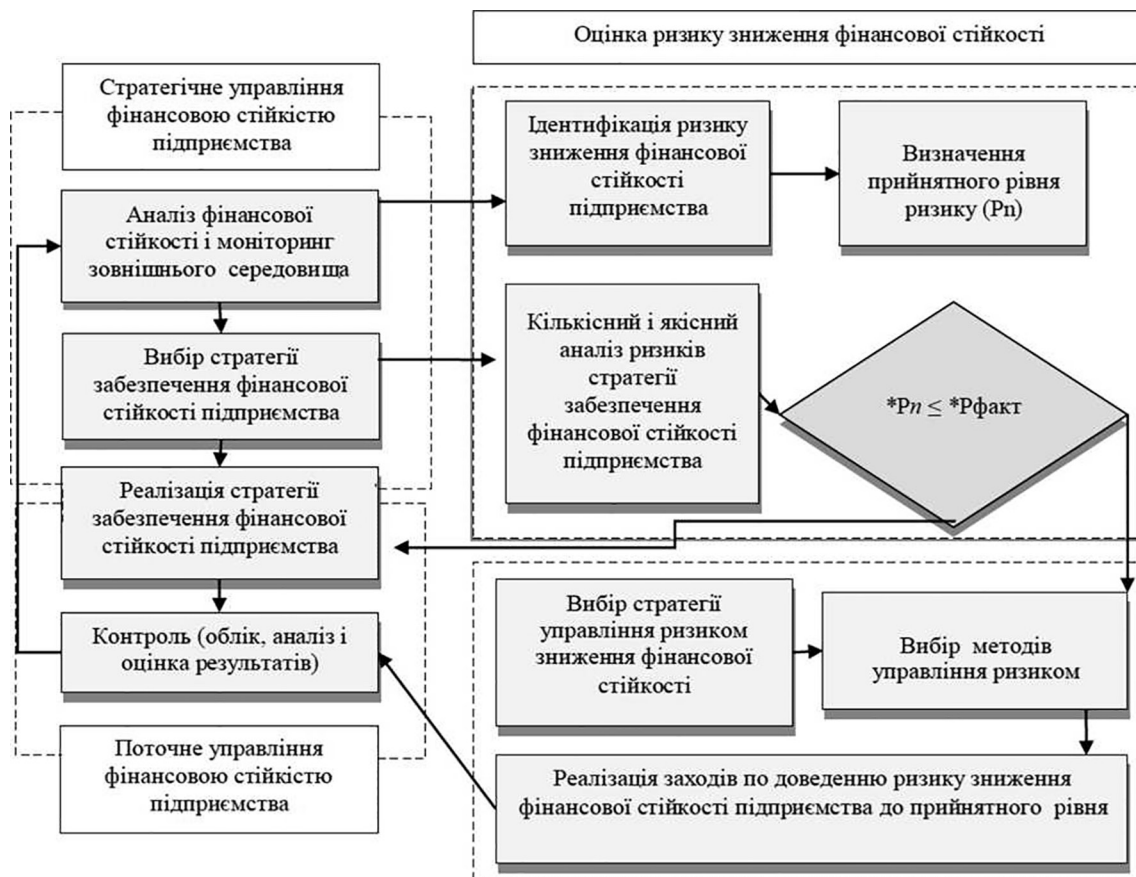 Оцінка ризику зниження фінансової стійкості
Стратегічне управління
фінансовою стійкістю
підприємства
Аналіз фінансової
стійкості і моніторинг
зовнішнього середовища
Вибір стратегії
забезпечення фінансової
стійкості підприємства
Реалізація стратегії
забезпечення фінансової
стійкості підприємства
Контроль (облік, аналіз і
оцінка результатів)
Поточне управління
фінансовою стійкістю
підприємства
Ідентифікація ризику
зниження фінансової
стійкості
підприємства
Визначення
прийнятного рівня
ризику (Рn)
Кількісний і якісний
аналіз ризиків
стратегії
забезпечення
фінансової стійкості
підприємства
*Рn ≤ *Рфакт
Вибір стратегії
управління ризиком
зниження фінансової
стійкості
Вибір методів
управління ризиком
Реалізація заходів по доведенню ризику зниження
фінансової стійкості підприємства до прийнятного рівня